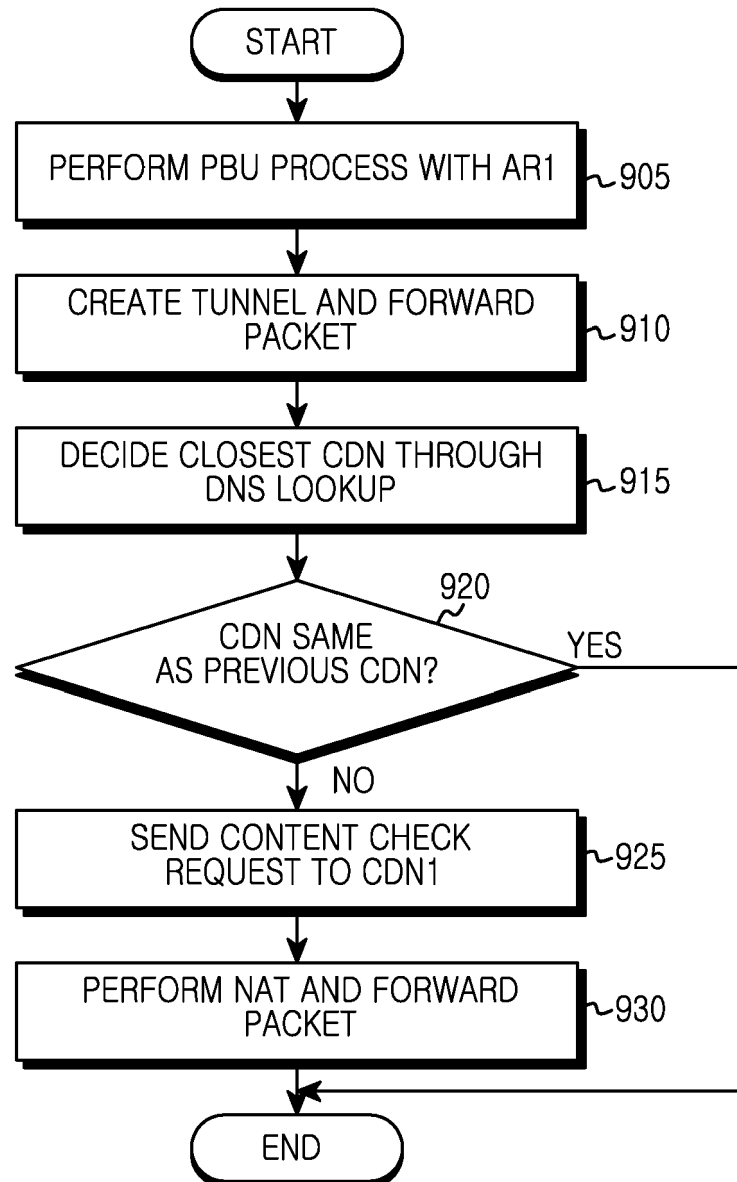 START
PERFORM PBU PROCESS WITH AR1
905
CREATE TUNNEL AND FORWARD
PACKET
910
DECIDE CLOSEST CDN THROUGH
DNS LOOKUP
915
920
CDN SAME
AS PREVIOUS CDN?
YES
NO
SEND CONTENT CHECK
REQUEST TO CDN1
925
PERFORM NAT AND FORWARD
PACKET
930
END